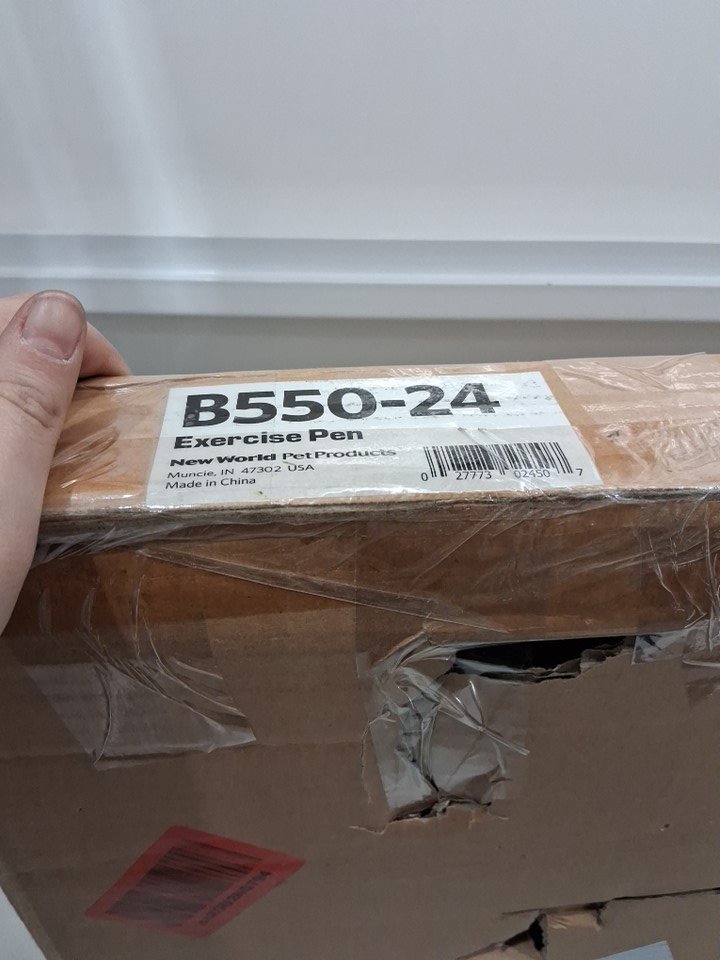 B550-24
Exercise Pen
New World Pet Products
Muncie, IN 47302 USA
Made in China
0 27773 02450 7